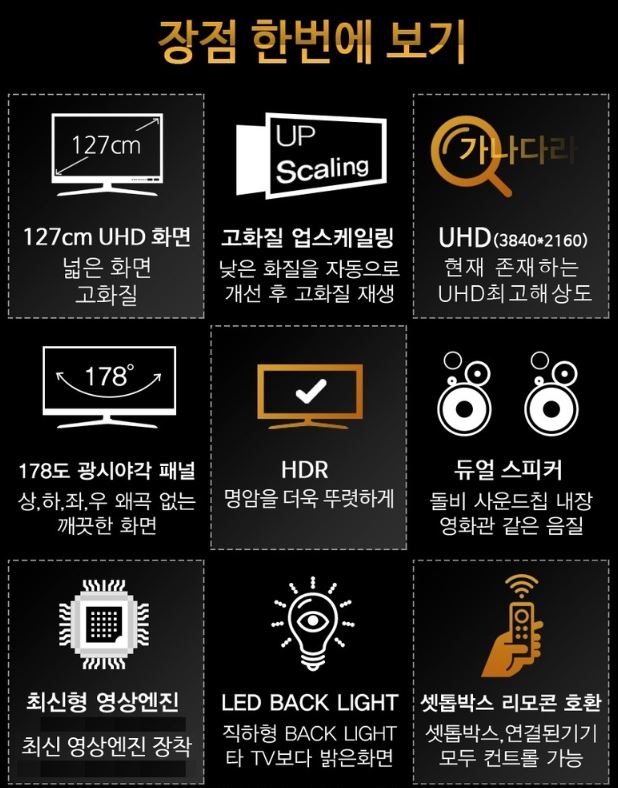 장점 한번에 보기
127cm
127cm UHD 화면
넓은 화면
고화질
UP
Scaling
고화질 업스케일링
낮은 화질을 자동으로
개선 후 고화질 재생
가나다라
UHD(3840*2160)
현재 존재하는
UHD최고해상도
178°
178도 광시야각 패널
상,하,좌,우 왜곡 없는
깨끗한 화면
HDR
명암을 더욱 뚜렷하게
듀얼 스피커
돌비 사운드칩 내장
영화관 같은 음질
최신형 영상엔진
최신 영상엔진 장착
LED BACK LIGHT
직하형 BACK LIGHT
타 TV보다 밝은화면
셋톱박스 리모콘 호환
셋톱박스,연결된기기
모두 컨트롤 가능